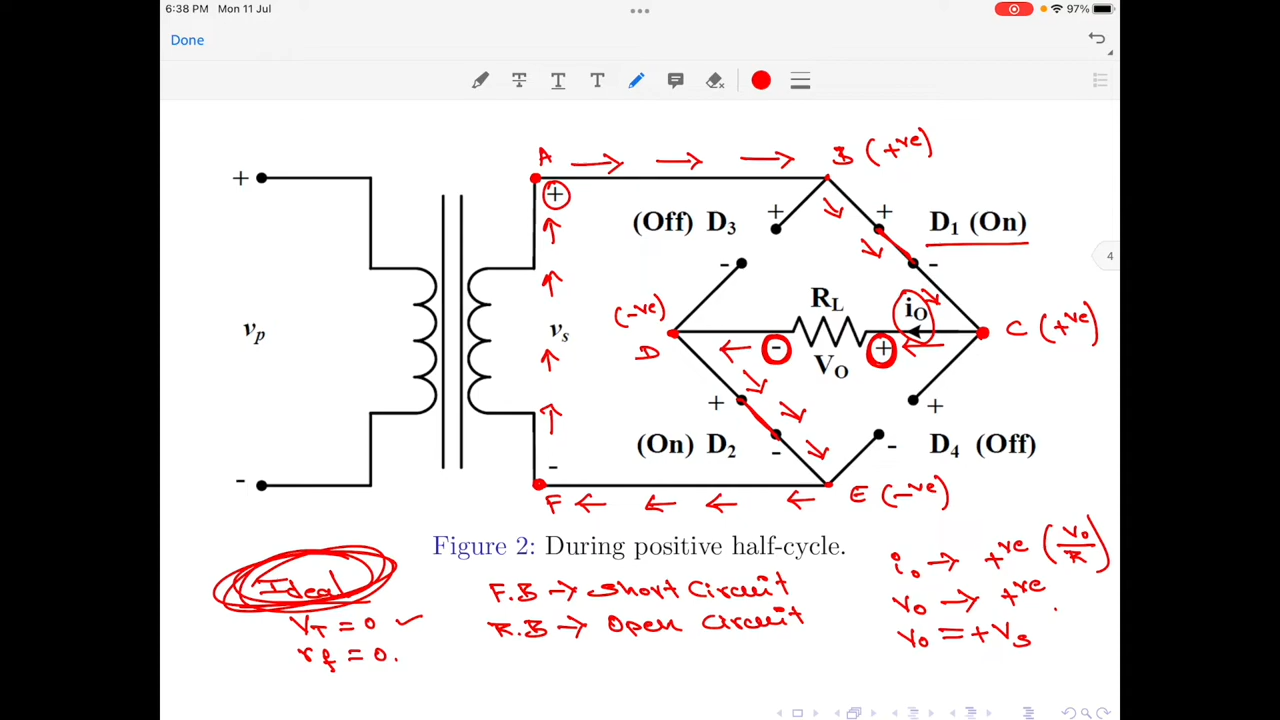 6:38 PM Mon 11 Jul
97%
Done
T T T
4
A
B (+ve)
+ +
+ (Off) D3 + + D1 (On)
- -
(-ve) RL iO C (+ve)
vp vs
D - VO +
+ +
(On) D2 - - D4 (Off)
- -
F E (-ve)
Figure 2: During positive half-cycle.
Ideal
VT = 0
rf = 0.
F.B → Short Circuit
R.B → Open Circuit
io → +ve (Vo/R)
Vo → +ve
Vo = +Vs